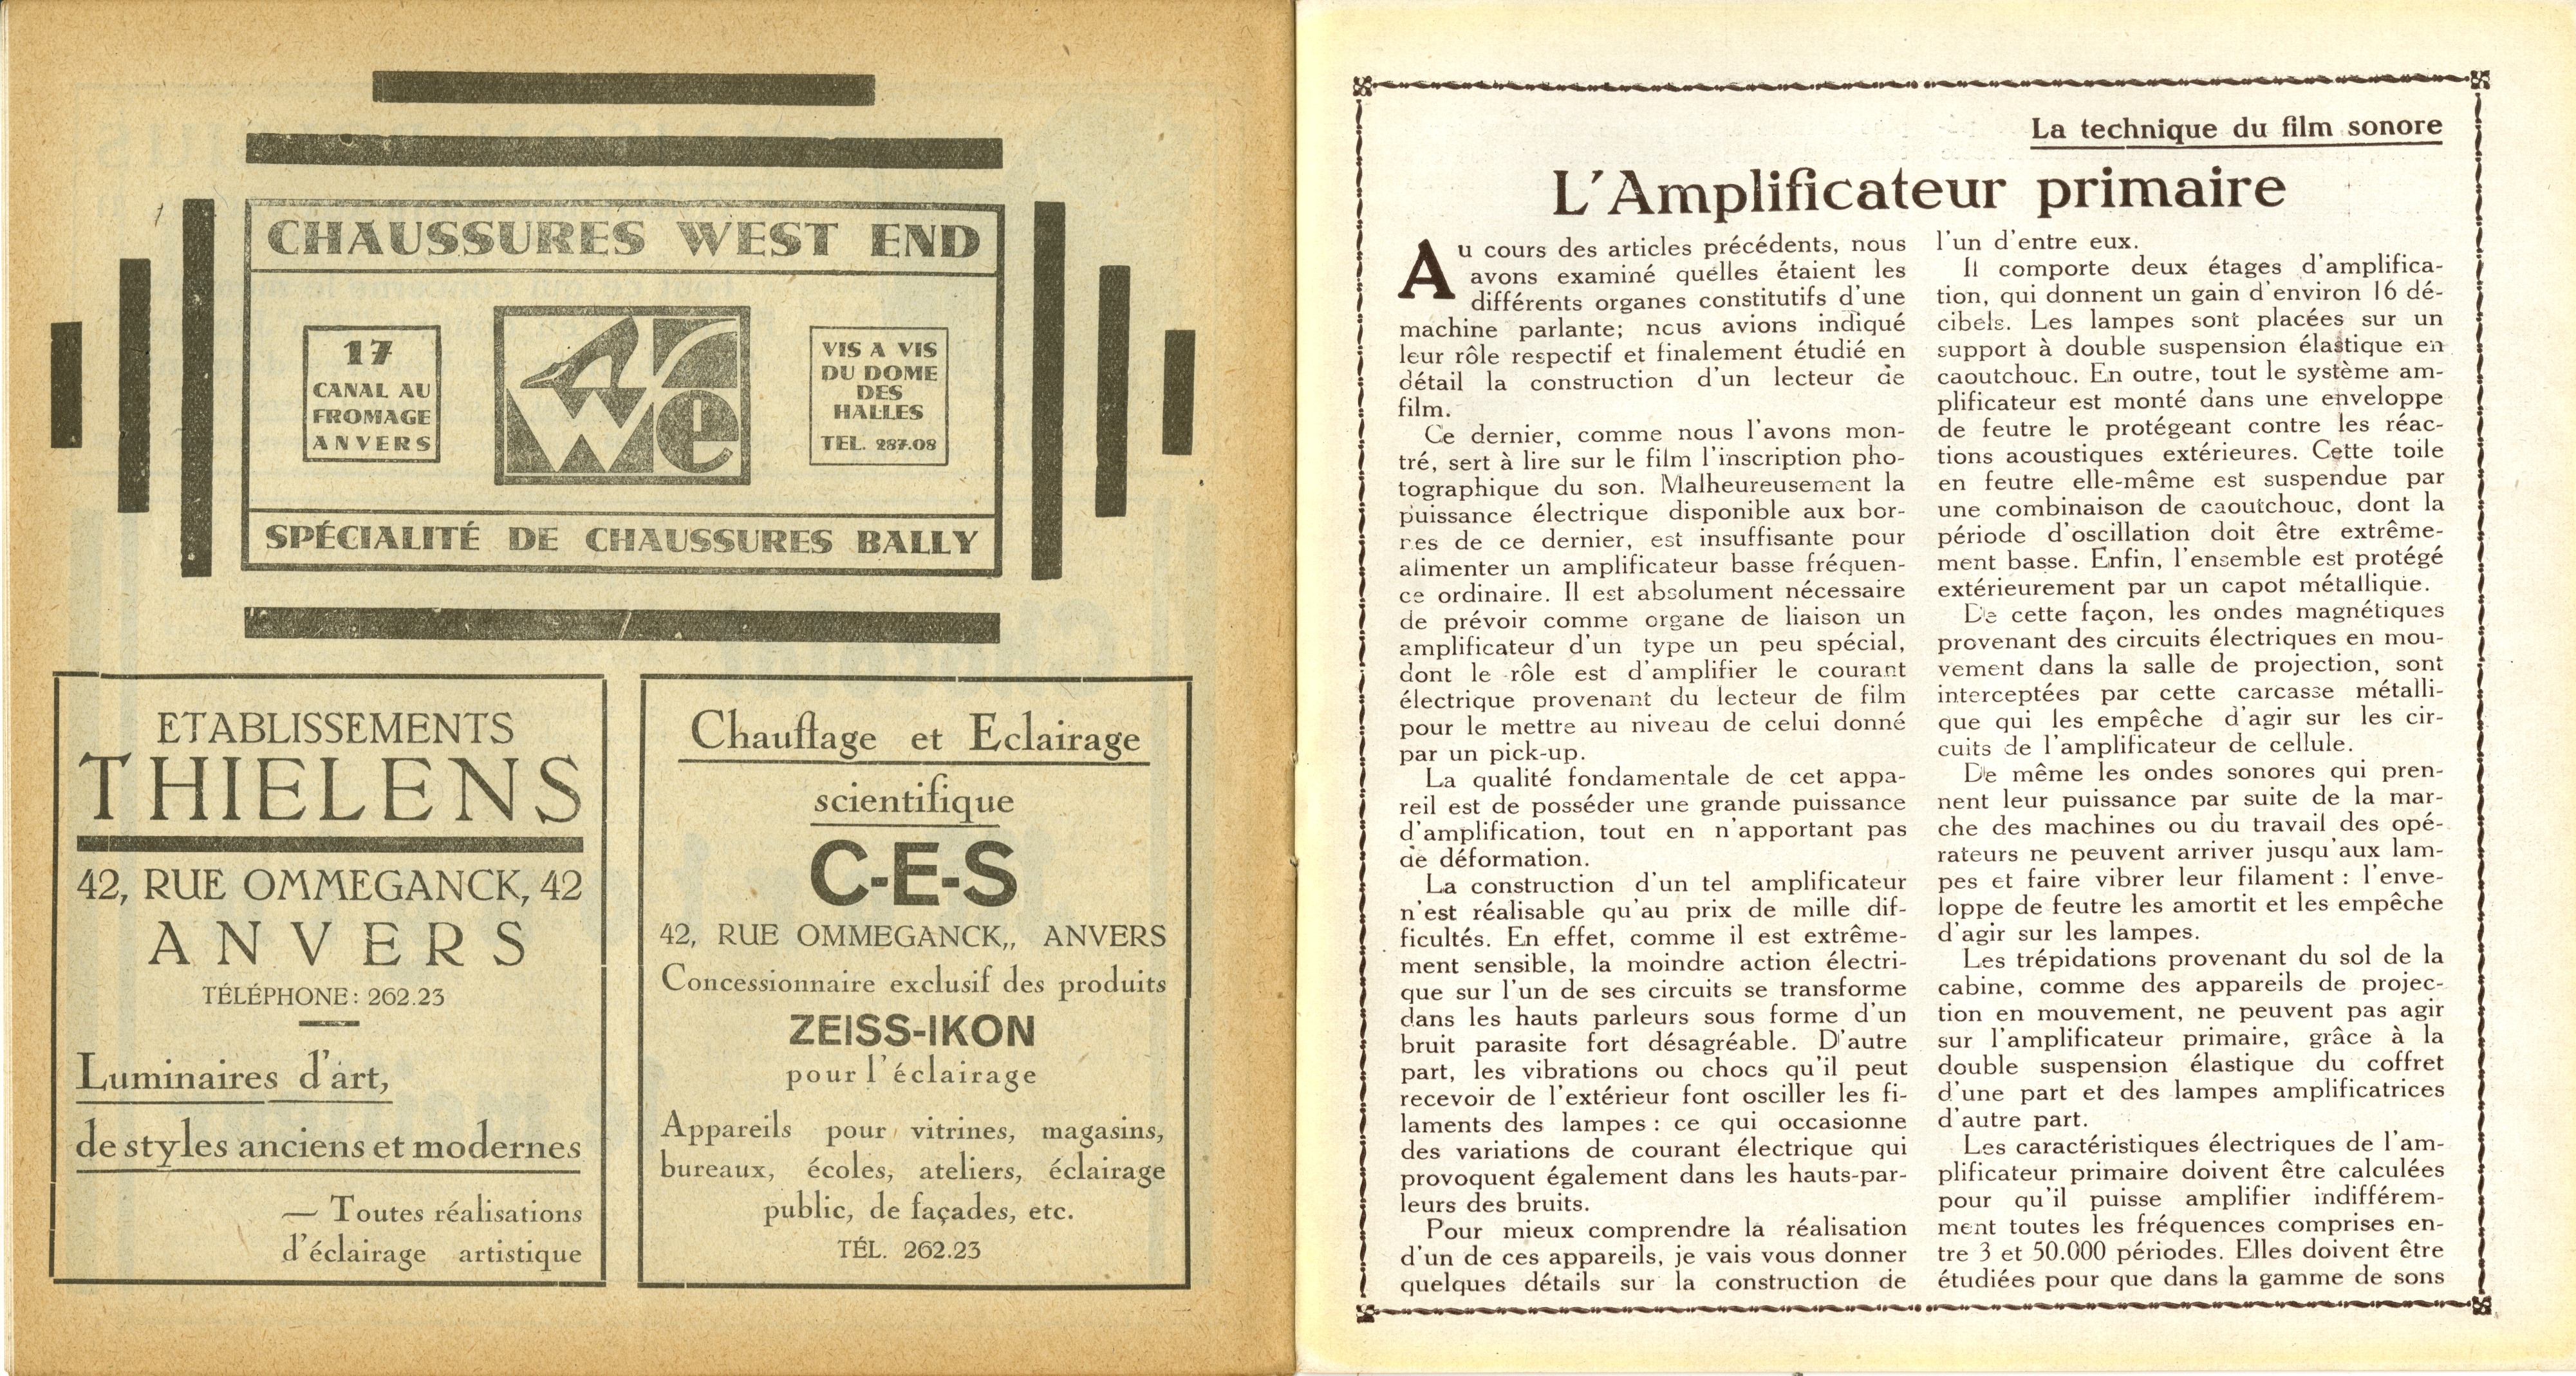 CHAUSSURES WEST END
17
CANAL AU
FROMAGE
ANVERS
We
VIS A VIS
DU DOME
DES
HALLES
TEL. 287.08
SPÉCIALITÉ DE CHAUSSURES BALLY
ETABLISSEMENTS
THIELENS
42, RUE OMMEGANCK, 42
ANVERS
TÉLÉPHONE: 262.23
Luminaires d'art,
de styles anciens et modernes
— Toutes réalisations
d'éclairage artistique
Chauffage et Eclairage
scientifique
C-E-S
42, RUE OMMEGANCK,, ANVERS
Concessionnaire exclusif des produits
ZEISS-IKON
pour l'éclairage
Appareils pour vitrines, magasins,
bureaux, écoles, ateliers, éclairage
public, de façades, etc.
TÉL. 262.23
La technique du film sonore
L'Amplificateur primaire
Au cours des articles précédents, nous
avons examiné quelles étaient les
différents organes constitutifs d'une
machine parlante; nous avions indiqué
leur rôle respectif et finalement étudié en
détail la construction d'un lecteur de
film.
Ce dernier, comme nous l'avons mon-
tré, sert à lire sur le film l'inscription pho-
tographique du son. Malheureusement la
puissance électrique disponible aux bor-
res de ce dernier, est insuffisante pour
alimenter un amplificateur basse fréquen-
ce ordinaire. Il est absolument nécessaire
de prévoir comme organe de liaison un
amplificateur d'un type un peu spécial,
dont le rôle est d'amplifier le courant
électrique provenant du lecteur de film
pour le mettre au niveau de celui donné
par un pick-up.
La qualité fondamentale de cet appa-
reil est de posséder une grande puissance
d'amplification, tout en n'apportant pas
de déformation.
La construction d'un tel amplificateur
n'est réalisable qu'au prix de mille dif-
ficultés. En effet, comme il est extrême-
ment sensible, la moindre action électri-
que sur l'un de ses circuits se transforme
dans les hauts parleurs sous forme d'un
bruit parasite fort désagréable. D'autre
part, les vibrations ou chocs qu'il peut
recevoir de l'extérieur font osciller les fi-
laments des lampes : ce qui occasionne
des variations de courant électrique qui
provoquent également dans les hauts-par-
leurs des bruits.
Pour mieux comprendre la réalisation
d'un de ces appareils, je vais vous donner
quelques détails sur la construction de
l'un d'entre eux.
Il comporte deux étages d'amplifica-
tion, qui donnent un gain d'environ 16 dé-
cibels. Les lampes sont placées sur un
support à double suspension élastique en
caoutchouc. En outre, tout le système am-
plificateur est monté dans une enveloppe
de feutre le protégeant contre les réac-
tions acoustiques extérieures. Cette toile
en feutre elle-même est suspendue par
une combinaison de caoutchouc, dont la
période d'oscillation doit être extrême-
ment basse. Enfin, l'ensemble est protégé
extérieurement par un capot métallique.
De cette façon, les ondes magnétiques
provenant des circuits électriques en mou-
vement dans la salle de projection, sont
interceptées par cette carcasse métalli-
que qui les empêche d'agir sur les cir-
cuits de l'amplificateur de cellule.
De même les ondes sonores qui pren-
nent leur puissance par suite de la mar-
che des machines ou du travail des opé-
rateurs ne peuvent arriver jusqu'aux lam-
pes et faire vibrer leur filament : l'enve-
loppe de feutre les amortit et les empêche
d'agir sur les lampes.
Les trépidations provenant du sol de la
cabine, comme des appareils de projec-
tion en mouvement, ne peuvent pas agir
sur l'amplificateur primaire, grâce à la
double suspension élastique du coffret
d'une part et des lampes amplificatrices
d'autre part.
Les caractéristiques électriques de l'am-
plificateur primaire doivent être calculées
pour qu'il puisse amplifier indifférem-
ment toutes les fréquences comprises en-
tre 3 et 50.000 périodes. Elles doivent être
étudiées pour que dans la gamme de sons